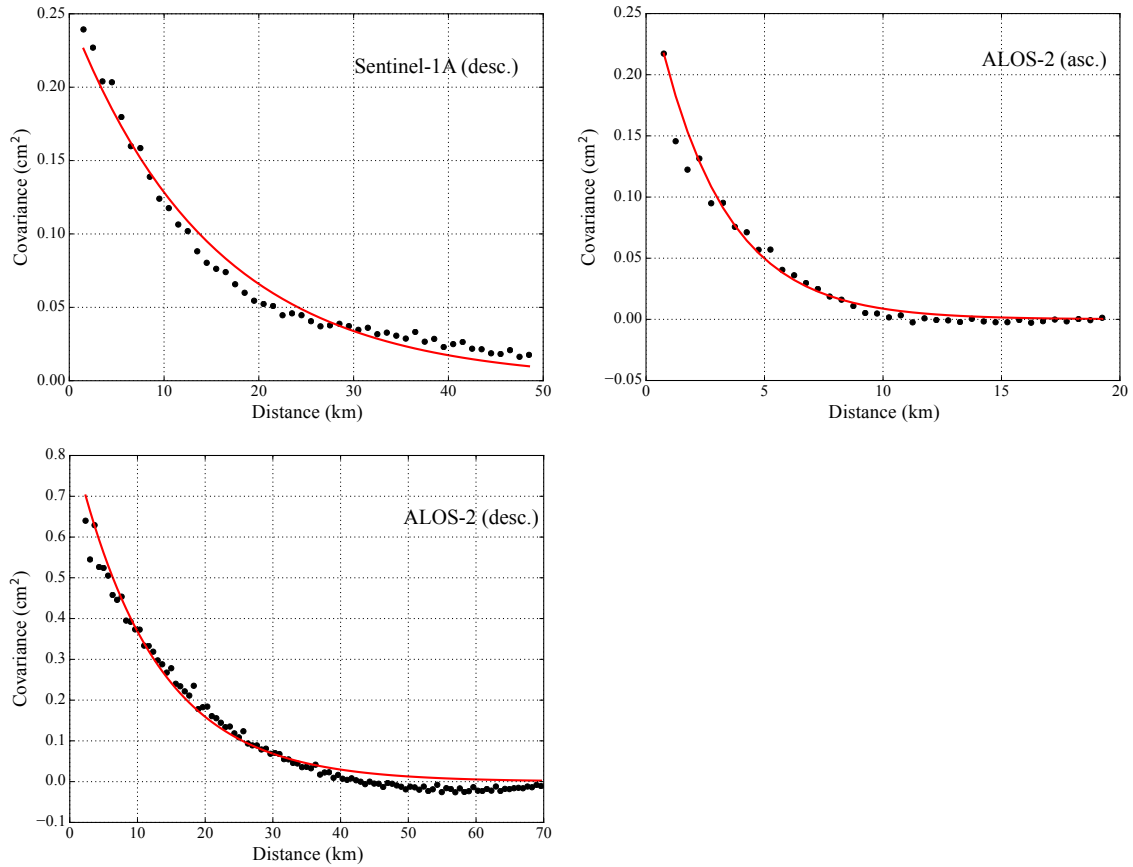 0.25
0.20
0.15
0.10
0.05
0.00
Covariance (cm²)
Sentinel-1A (desc.)
0 10 20 30 40 50
Distance (km)
0.25
0.20
0.15
0.10
0.05
0.00
−0.05
Covariance (cm²)
ALOS-2 (asc.)
0 5 10 15 20
Distance (km)
0.8
0.7
0.6
0.5
0.4
0.3
0.2
0.1
0.0
−0.1
Covariance (cm²)
ALOS-2 (desc.)
0 10 20 30 40 50 60 70
Distance (km)